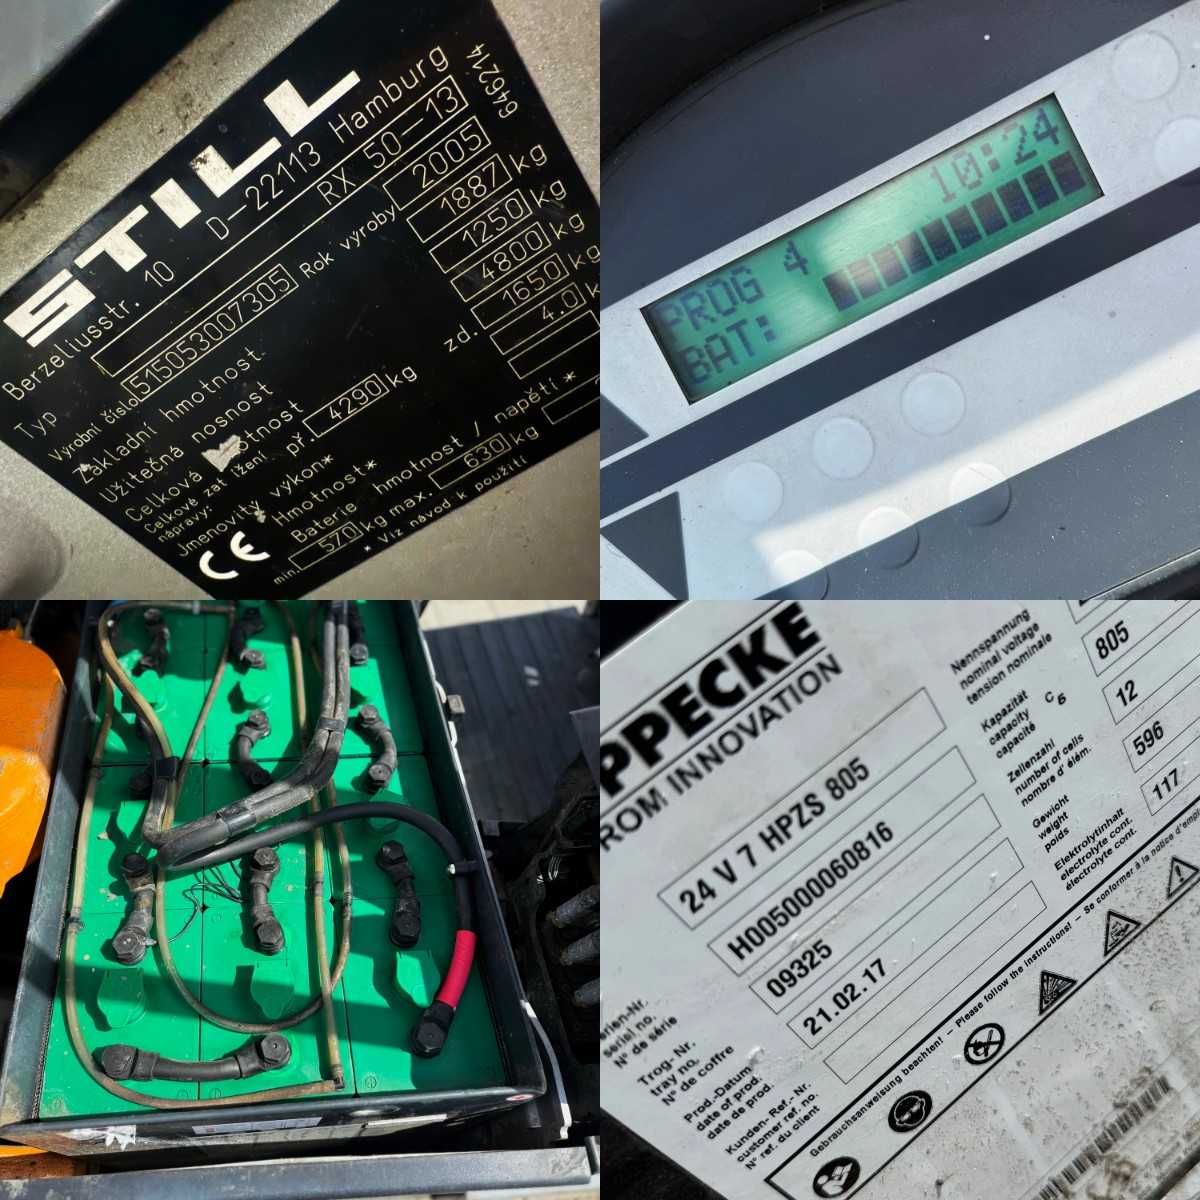 STILL
Berzeliusstr. 10 D-22113 Hamburg
646214
Typ RX 50-13
Výrobní číslo 515053007305 Rok výroby 2005
Základní hmotnost 1887 kg
Užitečná nosnost 1250 kg
Celková hmotnost 4800 kg
Celkové zatížení nápravy: př. 4290 kg zd. 1650 kg
Jmenovitý výkon* 4.0
Hmotnost*
Baterie hmotnost / napětí *
min. 570 kg max. 630 kg
* Viz návod k použití
CE
10:24
PROG 4
BAT:
PPECKE
ROM INNOVATION
24 V 7 HPZS 805
H00500060816
serial no.
N° de série
09325
Trog-Nr.
tray no.
N° de coffre
21.02.17
Prod.-Datum
date of prod.
date de prod.
Kunden-Ref.-Nr.
customer ref. no.
N° ref. du client
Nennspannung
nominal voltage
tension nominale
Kapazität
capacity C5
capacité
805
Zellenzahl
number of cells
nombre d' élém.
12
Gewicht
weight
poids
596
Elektrolytinhalt
electrolyte cont.
électrolyte cont.
117
Gebrauchsanweisung beachten! – Please follow the instructions! – Se conformer à la notice d'empl